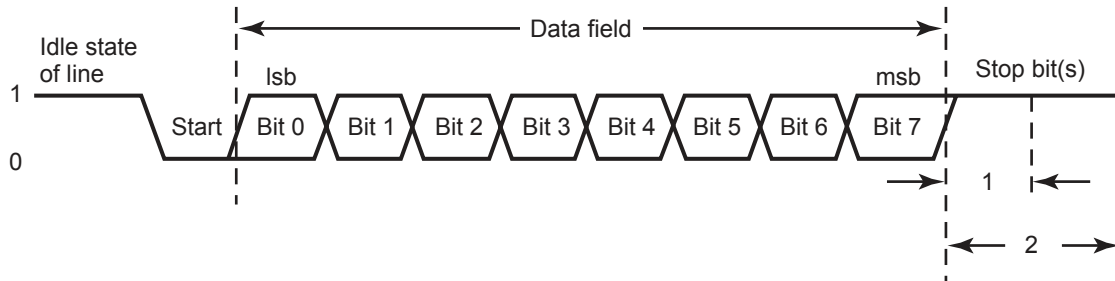 Data field
Idle state
of line
lsb
msb
Stop bit(s)
1
Start
Bit 0
Bit 1
Bit 2
Bit 3
Bit 4
Bit 5
Bit 6
Bit 7
0
1
2